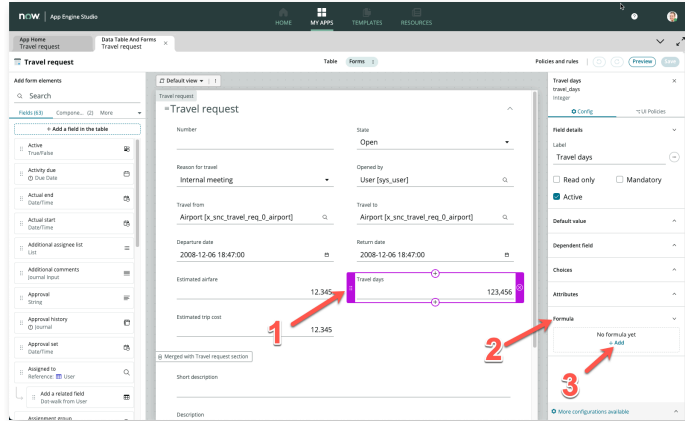 now App Engine Studio
HOME
MY APPS
TEMPLATES
RESOURCES
App Home
Travel request
Data Table And Forms
Travel request
Travel request
Table
Forms
Policies and rules
Preview
Save
Add form elements
Search
Fields (63)
Compone... (2)
More
+ Add a field in the table
Active
True/False
Activity due
Due Date
Actual end
Date/Time
Actual start
Date/Time
Additional assignee list
List
Additional comments
Journal Input
Approval
String
Approval history
Journal
Approval set
Date/Time
Assigned to
Reference: User
Add a related field
Dot-walk from User
Assignment group
Default view
Travel request
Travel request
Number
State
Open
Reason for travel
Internal meeting
Opened by
User [sys_user]
Travel from
Airport [x_snc_travel_req_0_airport]
Travel to
Airport [x_snc_travel_req_0_airport]
Departure date
2008-12-06 18:47:00
Return date
2008-12-06 18:47:00
Estimated airfare
12.345
Travel days
123,456
Estimated trip cost
12.345
Merged with Travel request section
Short description
Description
Travel days
travel_days
Integer
Config
UI Policies
Field details
Label
Travel days
Read only
Mandatory
Active
Default value
Dependent field
Choices
Attributes
Formula
No formula yet
+ Add
More configurations available
1
2
3